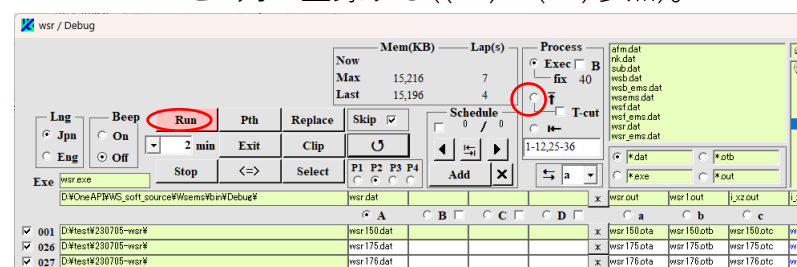 wsr / Debug
Mem(KB) Lap(s)
Now
Max 15,216 7
Last 15,196 4
Process
Exec B
fix 40
T-cut
1-12,25-36
a
afm.dat
nk.dat
sub.dat
wsb.dat
wsb_ems.dat
wsems.dat
wsf.dat
wsf_ems.dat
wsr.dat
wsr_ems.dat
*.dat *.otb
*.exe *.out
Lng Beep
Jpn On
Eng Off
Run Pth Replace Skip
2 min Exit Clip
Stop <=> Select
P1 P2 P3 P4
Schedule
0 / 0
Add
Exe wsr.exe
D:¥OneAPI¥WS_soft_source¥Wsems¥bin¥Debug¥ wsr.dat x wsr.out wsr1.out i_xz.out
A B C D a b c
001 D:¥test¥230705-wsr¥ wsr150.dat x wsr150.ota wsr150.otb wsr150.otc
026 D:¥test¥230705-wsr¥ wsr175.dat x wsr175.ota wsr175.otb wsr175.otc
027 D:¥test¥230705-wsr¥ wsr176.dat x wsr176.ota wsr176.otb wsr176.otc